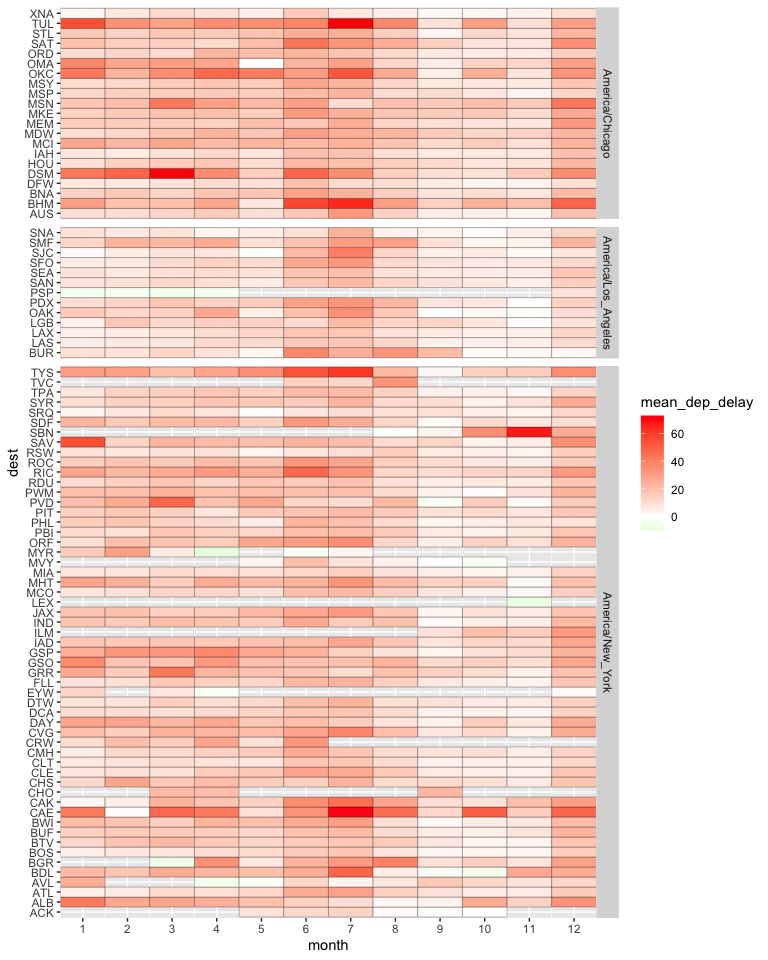 XNA
TUL
STL
SAT
ORD
OMA
OKC
MSY
MSP
MSN
MKE
MEM
MDW
MCI
IAH
HOU
DSM
DFW
BNA
BHM
AUS
America/Chicago
SNA
SMF
SJC
SFO
SEA
SAN
PSP
PDX
OAK
LGB
LAX
LAS
BUR
America/Los_Angeles
TYS
TVC
TPA
SYR
SRQ
SDF
SBN
SAV
RSW
ROC
RIC
RDU
PWM
PVD
PIT
PHL
PBI
ORF
MYR
MVY
MIA
MHT
MCO
LEX
JAX
IND
ILM
IAD
GSP
GSO
GRR
FLL
EYW
DTW
DCA
DAY
CVG
CRW
CMH
CLT
CLE
CHS
CHO
CAK
CAE
BWI
BUF
BTV
BOS
BGR
BDL
AVL
ATL
ALB
ACK
America/New_York
dest
1 2 3 4 5 6 7 8 9 10 11 12
month
mean_dep_delay
60
40
20
0